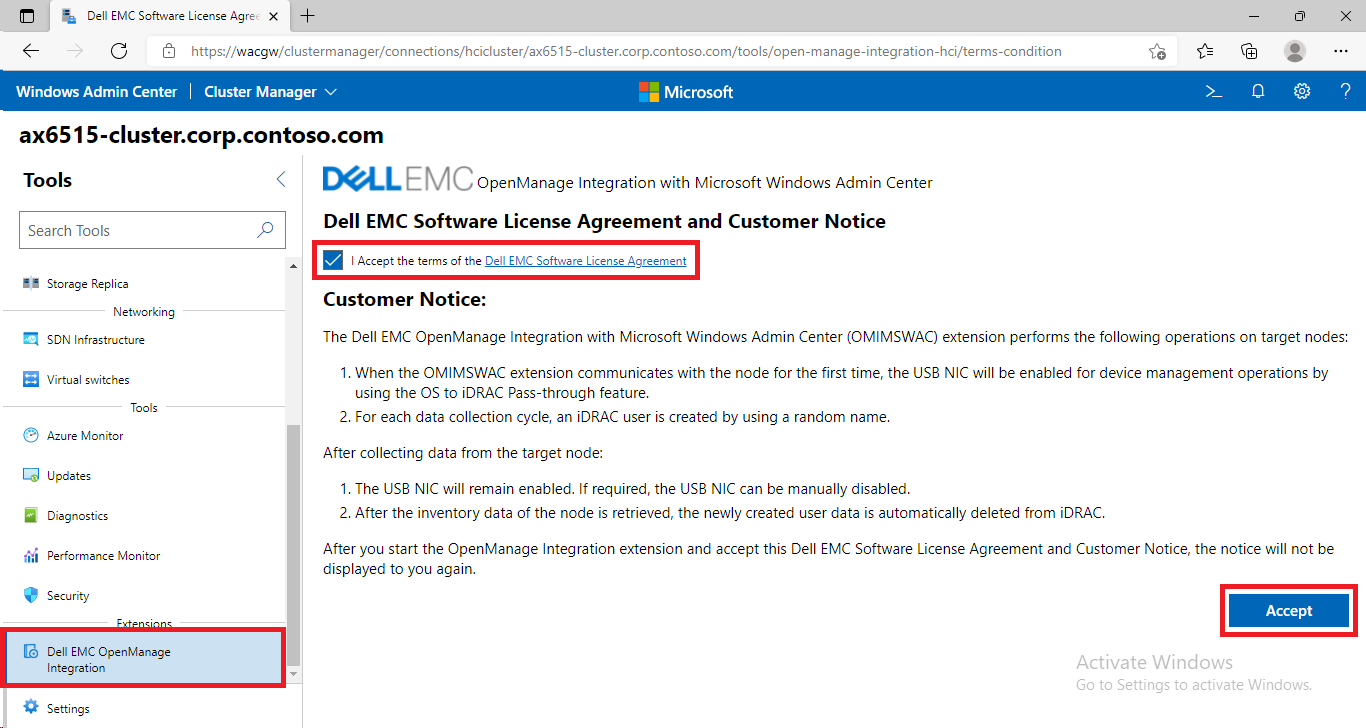 Dell EMC Software License Agree
https://wacgw/clustermanager/connections/hcicluster/ax6515-cluster.corp.contoso.com/tools/open-manage-integration-hci/terms-condition
Windows Admin Center | Cluster Manager
Microsoft
ax6515-cluster.corp.contoso.com
Tools
Search Tools
Storage Replica
Networking
SDN Infrastructure
Virtual switches
Tools
Azure Monitor
Updates
Diagnostics
Performance Monitor
Security
Extensions
Dell EMC OpenManage
Integration
Settings
DELL EMC OpenManage Integration with Microsoft Windows Admin Center
Dell EMC Software License Agreement and Customer Notice
I Accept the terms of the Dell EMC Software License Agreement
Customer Notice:
The Dell EMC OpenManage Integration with Microsoft Windows Admin Center (OMIMSWAC) extension performs the following operations on target nodes:
1. When the OMIMSWAC extension communicates with the node for the first time, the USB NIC will be enabled for device management operations by
using the OS to iDRAC Pass-through feature.
2. For each data collection cycle, an iDRAC user is created by using a random name.
After collecting data from the target node:
1. The USB NIC will remain enabled. If required, the USB NIC can be manually disabled.
2. After the inventory data of the node is retrieved, the newly created user data is automatically deleted from iDRAC.
After you start the OpenManage Integration extension and accept this Dell EMC Software License Agreement and Customer Notice, the notice will not be
displayed to you again.
Accept
Activate Windows
Go to Settings to activate Windows.